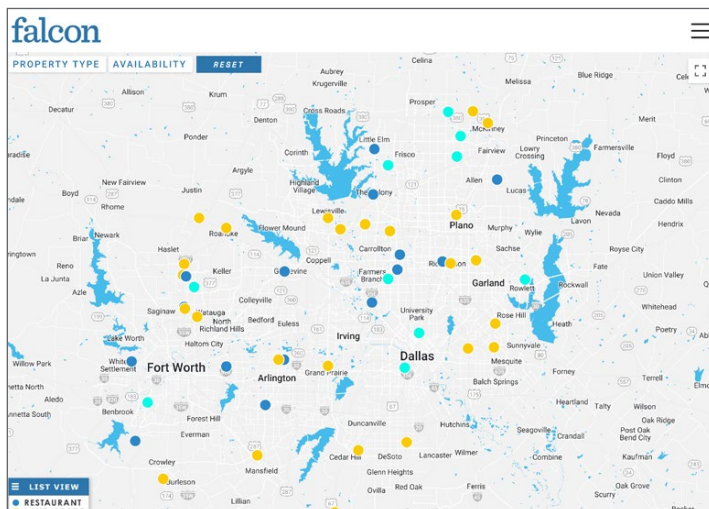 falcon
PROPERTY TYPE AVAILABILITY RESET
Celina
Aubrey
Krugerville
Blue Ridge
Melissa
Allison
Krum
Prosper
Decatur
Cross Roads
Denton
Merit
McKinney
Ponder
Little Elm
Princeton
Farmersville
Corinth
Frisco
Fairview
Lowry
Crossing
Floyd
Argyle
Allen
Clinton
New Fairview
Justin
Highland
Village
The Colony
Lucas
Boyd
Rhome
Caddo Mills
Lewisville
Lavon
Nevada
Roanoke
Flower Mound
Plano
Murphy
Wylie
Hendrix
Briar
Newark
Haslet
Carrollton
Sachse
Royse City
Reno
Keller
Coppell
Farmers
Branch
Fate
La Junta
Garland
Rowlett
Rockwall
Union Valley
Azle
Colleyville
Saginaw
Watauga
North
Richland Hills
Bedford
Euless
University
Park
Rose Hill
Heath
Whitehead
Poetry
Lake Worth
Haltom City
Irving
Sunnyvale
Willow Park
White
Settlement
Fort Worth
Dallas
Mesquite
Forney
Arlington
Grand Prairie
Balch Springs
Terrell
Aledo
Benbrook
Forest Hill
Heartland
Talty
Wilson
Duncanville
Hutchins
Seagoville
Crandall
Oak Ridge
Post Oak
Bend City
Everman
Crowley
Mansfield
Cedar Hill
DeSoto
Lancaster
Wilmer
Combine
Kaufman
Glenn Heights
Burleson
Ovilla
Red Oak
Ferris
Oak Grove
Scurry
Lillian
LIST VIEW
RESTAURANT